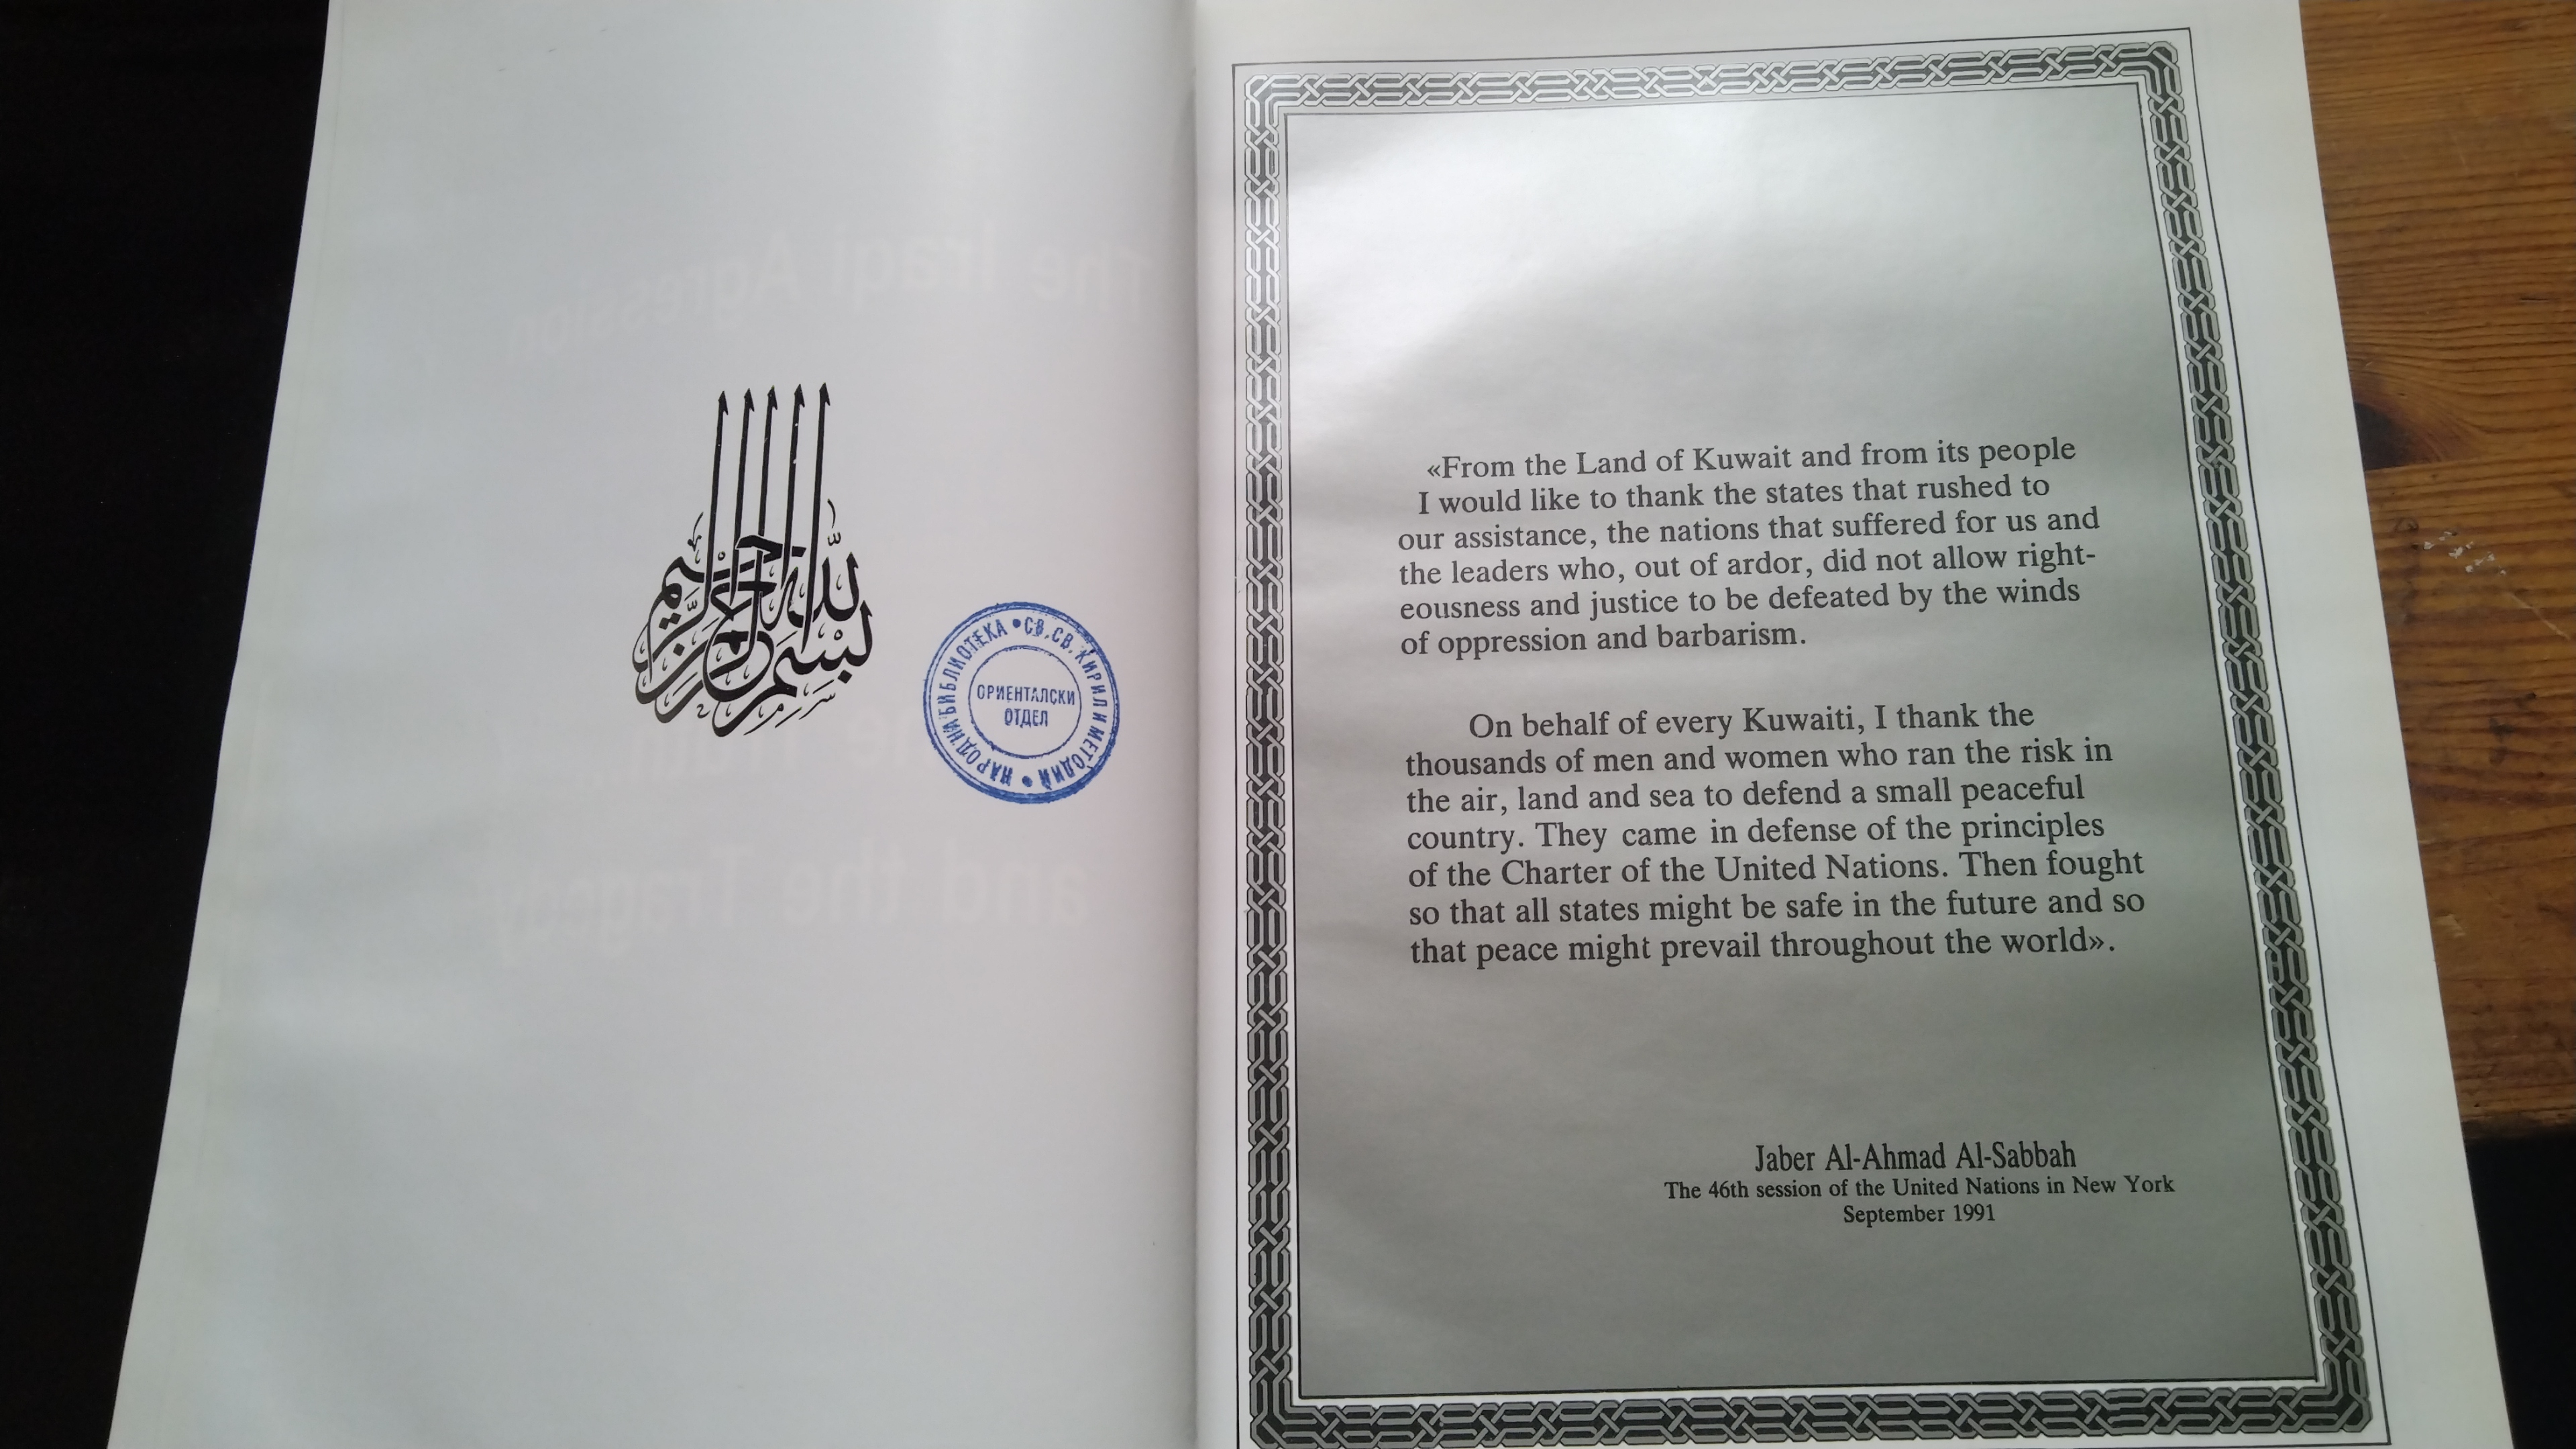 بسم الله الرحمن الرحيم
НАРОДНА БИБЛИОТЕКА • СВ. СВ. КИРИЛ И МЕТОДИЙ •
ОРИЕНТАЛСКИ
ОТДЕЛ
The Iraqi Agression
and the Tragedy
«From the Land of Kuwait and from its people
I would like to thank the states that rushed to
our assistance, the nations that suffered for us and
the leaders who, out of ardor, did not allow right-
eousness and justice to be defeated by the winds
of oppression and barbarism.
On behalf of every Kuwaiti, I thank the
thousands of men and women who ran the risk in
the air, land and sea to defend a small peaceful
country. They came in defense of the principles
of the Charter of the United Nations. Then fought
so that all states might be safe in the future and so
that peace might prevail throughout the world».
Jaber Al-Ahmad Al-Sabbah
The 46th session of the United Nations in New York
September 1991